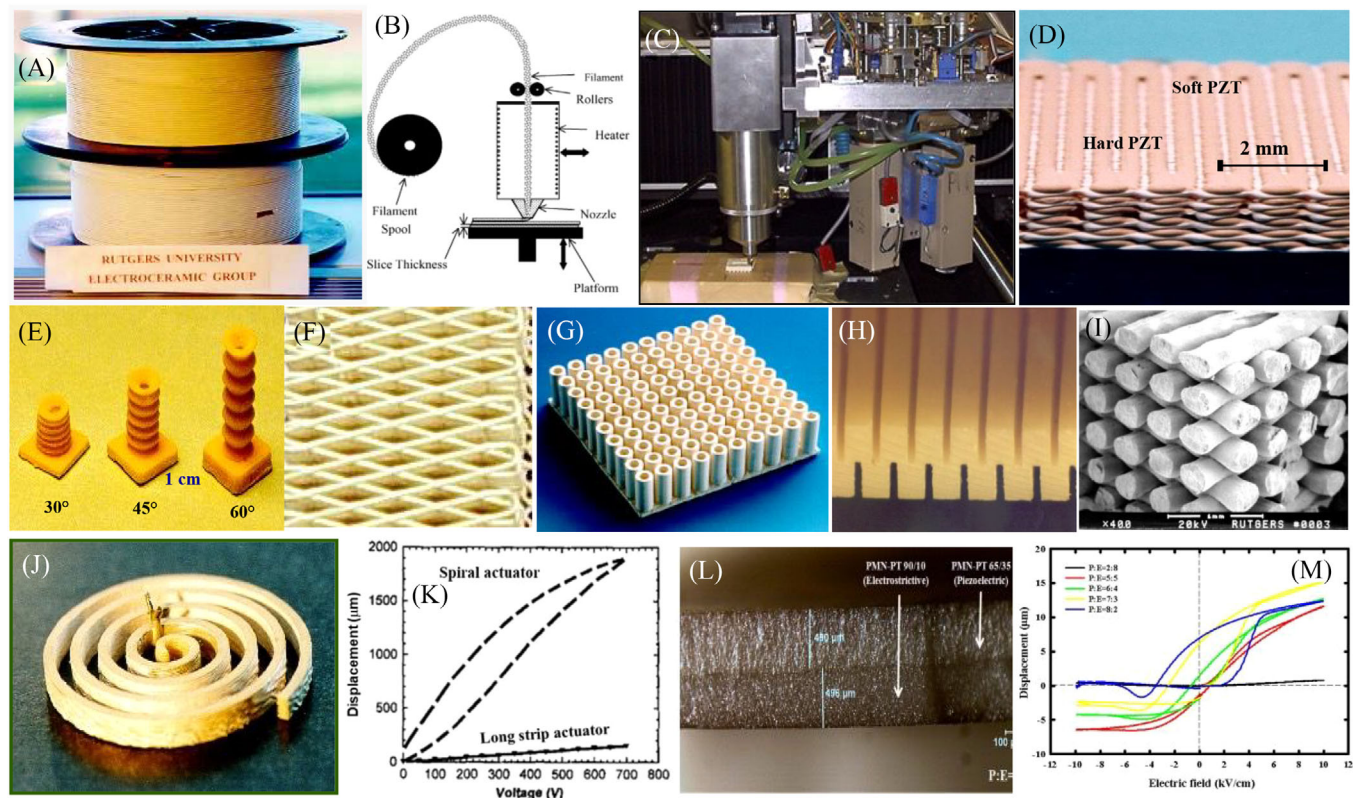 (A)
RUTGERS UNIVERSITY
ELECTROCERAMIC GROUP
(B)
Filament
Rollers
Heater
Filament
Spool
Nozzle
Slice Thickness
Platform
(C)
(D)
Soft PZT
Hard PZT
2 mm
(E)
1 cm
30°
45°
60°
(F)
(G)
(H)
(I)
×400
20kV
RUTGERS #0003
(J)
2000
1500
1000
500
0
Displacement (μm)
Spiral actuator
(K)
Long strip actuator
0 100 200 300 400 500 600 700 800
Voltage (V)
(L)
PMN-PT 90/10
(Electrostrictive)
PMN-PT 65/35
(Piezoelectric)
496 μm
100
P:E=
20
15
10
5
0
-5
-10
Displacement (μm)
P:E=2:8
P:E=5:5
P:E=6:4
P:E=7:3
P:E=8:2
(M)
-12 -10 -8 -6 -4 -2 0 2 4 6 8 10 12
Electric field (kV/cm)